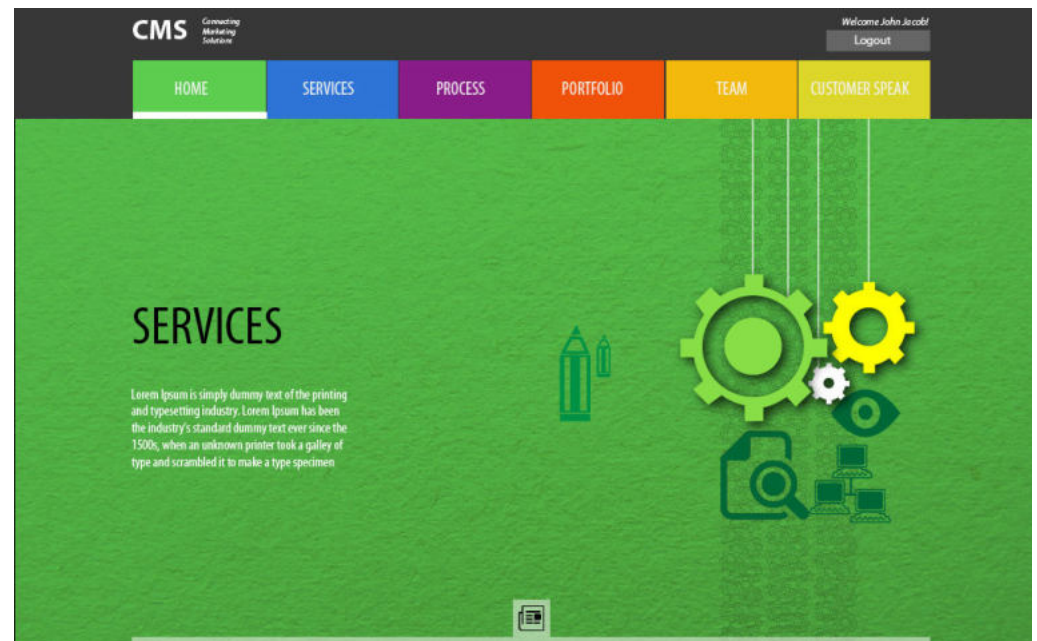 CMS
Connecting
Marketing
Solutions
Welcome John Jacob!
Logout
HOME
SERVICES
PROCESS
PORTFOLIO
TEAM
CUSTOMER SPEAK
SERVICES
Lorem Ipsum is simply dummy text of the printing
and typesetting industry. Lorem Ipsum has been
the industry's standard dummy text ever since the
1500s, when an unknown printer took a galley of
type and scrambled it to make a type specimen